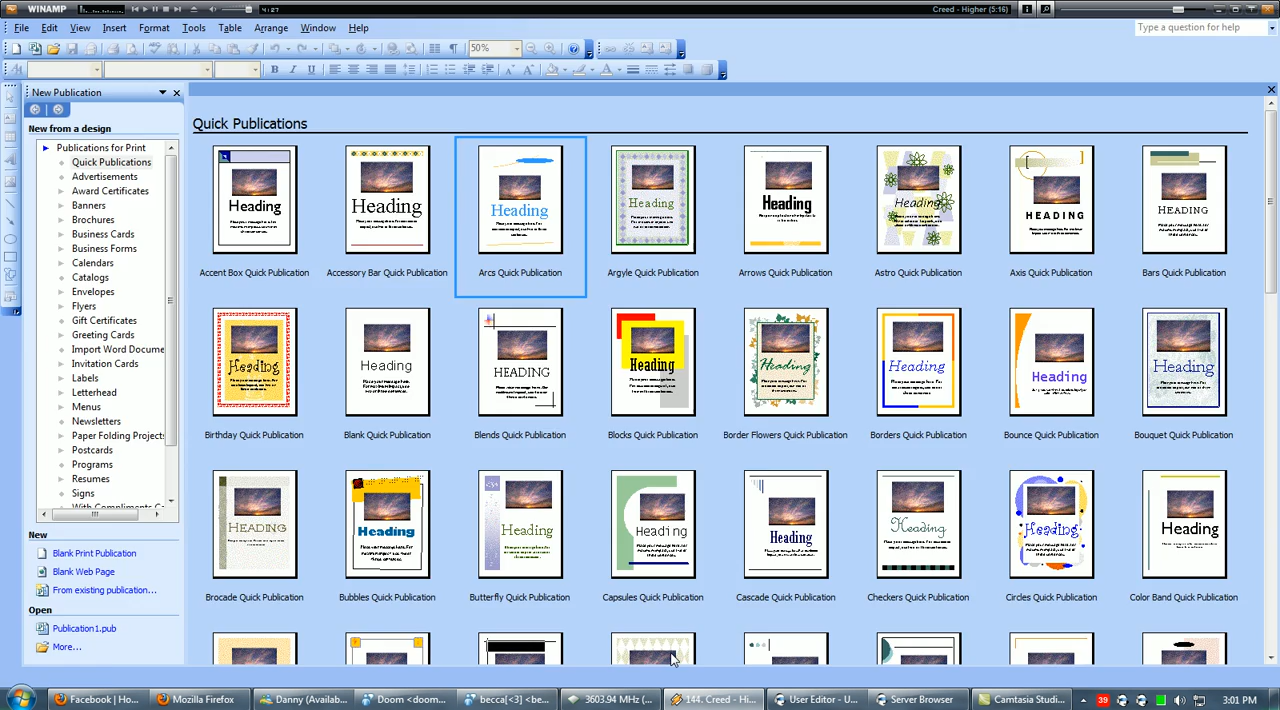 WINAMP 4:27 Creed - Higher (5:16)
File Edit View Insert Format Tools Table Arrange Window Help
Type a question for help
50%
New Publication
New from a design
Publications for Print
Quick Publications
Advertisements
Award Certificates
Banners
Brochures
Business Cards
Business Forms
Calendars
Catalogs
Envelopes
Flyers
Gift Certificates
Greeting Cards
Import Word Docume
Invitation Cards
Labels
Letterhead
Menus
Newsletters
Paper Folding Projects
Postcards
Programs
Resumes
Signs
With Compliments C
New
Blank Print Publication
Blank Web Page
From existing publication...
Open
Publication1.pub
More...
Quick Publications
Heading Heading Heading Heading Heading Heading HEADING HEADING
Accent Box Quick Publication Accessory Bar Quick Publication Arcs Quick Publication Argyle Quick Publication Arrows Quick Publication Astro Quick Publication Axis Quick Publication Bars Quick Publication
Heading Heading HEADING Heading Heading Heading Heading Heading
Birthday Quick Publication Blank Quick Publication Blends Quick Publication Blocks Quick Publication Border Flowers Quick Publication Borders Quick Publication Bounce Quick Publication Bouquet Quick Publication
HEADING Heading Heading Heading Heading Heading Heading Heading
Brocade Quick Publication Bubbles Quick Publication Butterfly Quick Publication Capsules Quick Publication Cascade Quick Publication Checkers Quick Publication Circles Quick Publication Color Band Quick Publication
Facebook | Ho... Mozilla Firefox Danny (Availab... Doom <doom... becca[<3] <be... 3603.94 MHz (... 144. Creed - Hi... User Editor - U... Server Browser Camtasia Studi... 39 3:01 PM